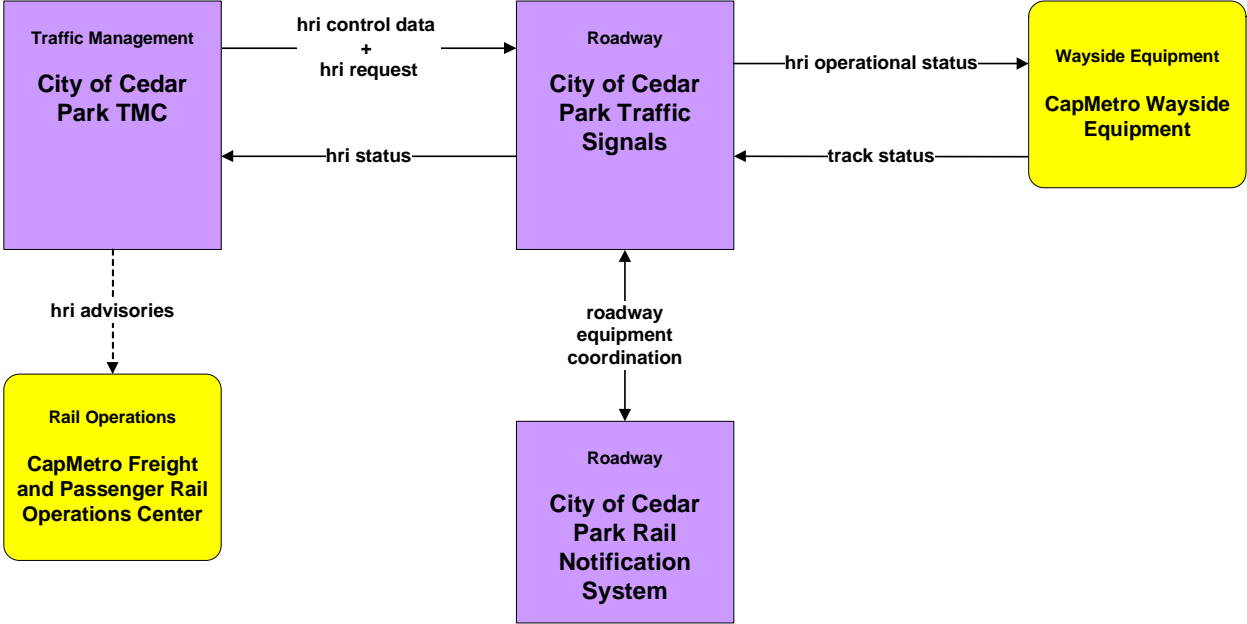 Traffic Management
City of Cedar
Park TMC
hri control data
+
hri request
hri status
Roadway
City of Cedar
Park Traffic
Signals
hri operational status
track status
Wayside Equipment
CapMetro Wayside
Equipment
hri advisories
roadway
equipment
coordination
Rail Operations
CapMetro Freight
and Passenger Rail
Operations Center
Roadway
City of Cedar
Park Rail
Notification
System